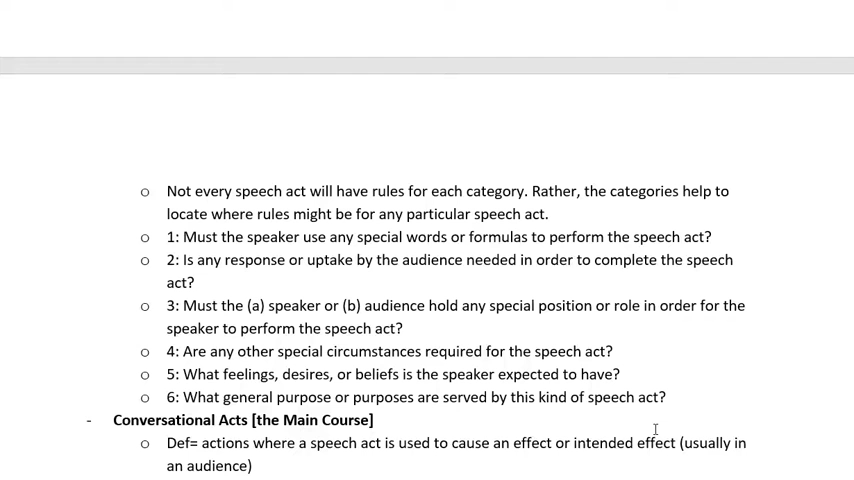 o Not every speech act will have rules for each category. Rather, the categories help to
locate where rules might be for any particular speech act.
o 1: Must the speaker use any special words or formulas to perform the speech act?
o 2: Is any response or uptake by the audience needed in order to complete the speech
act?
o 3: Must the (a) speaker or (b) audience hold any special position or role in order for the
speaker to perform the speech act?
o 4: Are any other special circumstances required for the speech act?
o 5: What feelings, desires, or beliefs is the speaker expected to have?
o 6: What general purpose or purposes are served by this kind of speech act?
- Conversational Acts [the Main Course]
o Def= actions where a speech act is used to cause an effect or intended effect (usually in
an audience)